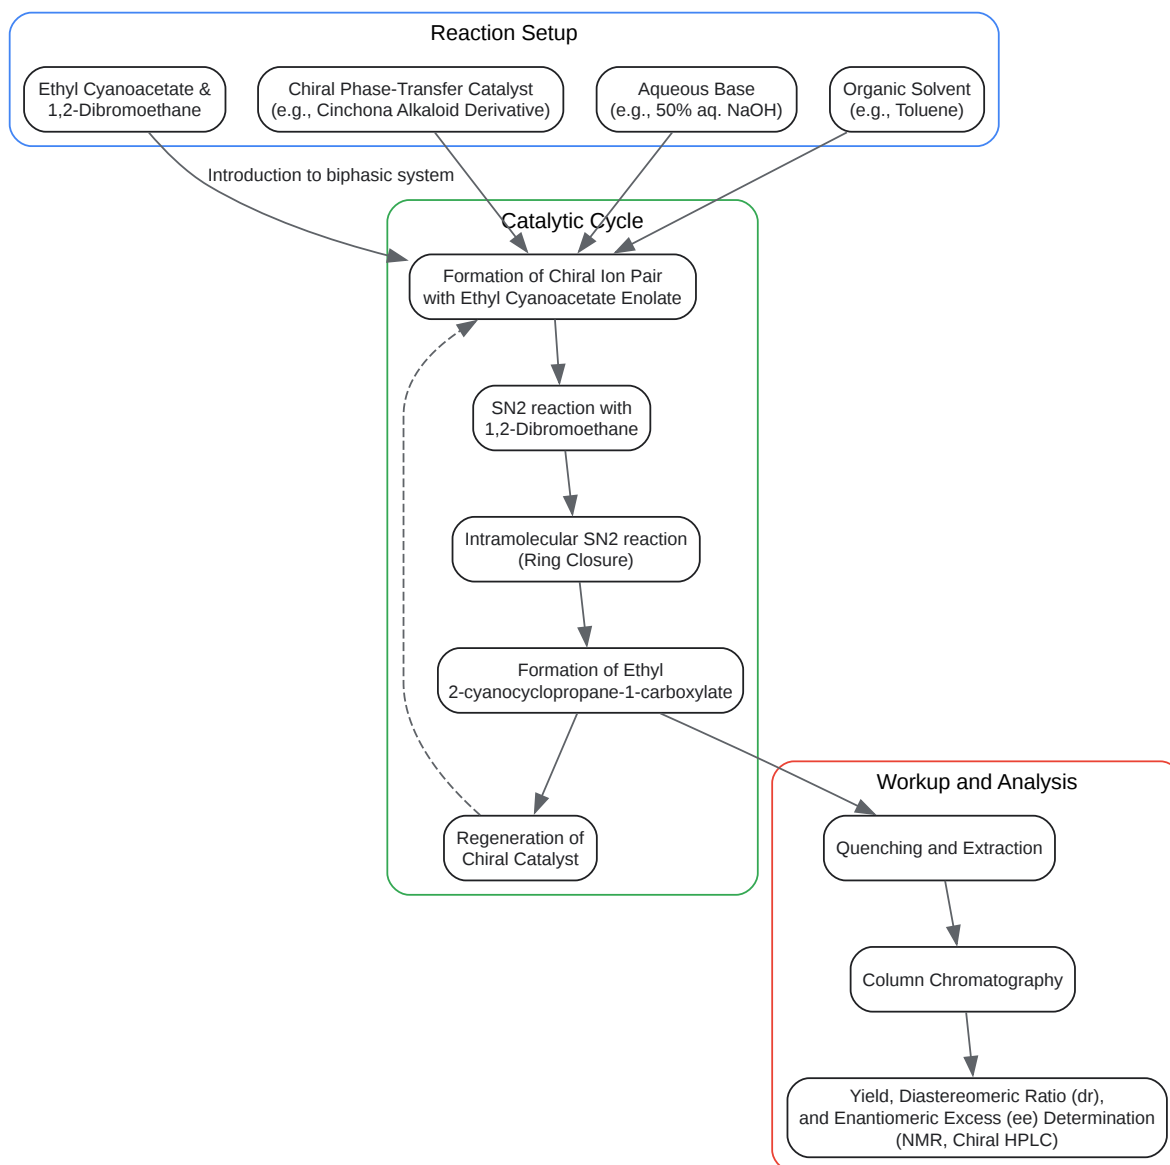 Reaction Setup
Ethyl Cyanoacetate &
1,2-Dibromoethane
Chiral Phase-Transfer Catalyst
(e.g., Cinchona Alkaloid Derivative)
Aqueous Base
(e.g., 50% aq. NaOH)
Organic Solvent
(e.g., Toluene)
Introduction to biphasic system
Catalytic Cycle
Formation of Chiral Ion Pair
with Ethyl Cyanoacetate Enolate
SN2 reaction with
1,2-Dibromoethane
Intramolecular SN2 reaction
(Ring Closure)
Formation of Ethyl
2-cyanocyclopropane-1-carboxylate
Regeneration of
Chiral Catalyst
Workup and Analysis
Quenching and Extraction
Column Chromatography
Yield, Diastereomeric Ratio (dr),
and Enantiomeric Excess (ee) Determination
(NMR, Chiral HPLC)